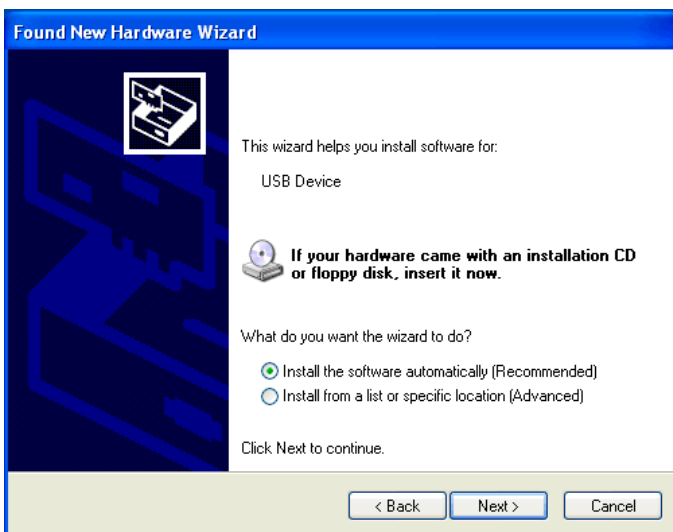 Found New Hardware Wizard
This wizard helps you install software for:
USB Device
If your hardware came with an installation CD
or floppy disk, insert it now.
What do you want the wizard to do?
Install the software automatically (Recommended)
Install from a list or specific location (Advanced)
Click Next to continue.
< Back
Next >
Cancel